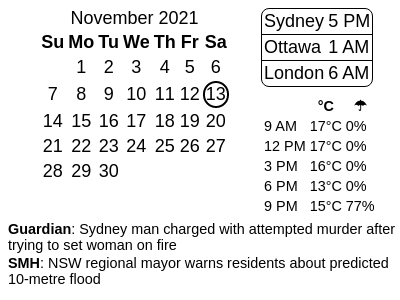 November 2021
Su Mo Tu We Th Fr Sa
1 2 3 4 5 6
7 8 9 10 11 12 13
14 15 16 17 18 19 20
21 22 23 24 25 26 27
28 29 30
Sydney 5 PM
Ottawa 1 AM
London 6 AM
°C ☂
9 AM 17°C 0%
12 PM 17°C 0%
3 PM 16°C 0%
6 PM 13°C 0%
9 PM 15°C 77%
Guardian: Sydney man charged with attempted murder after
trying to set woman on fire
SMH: NSW regional mayor warns residents about predicted
10-metre flood